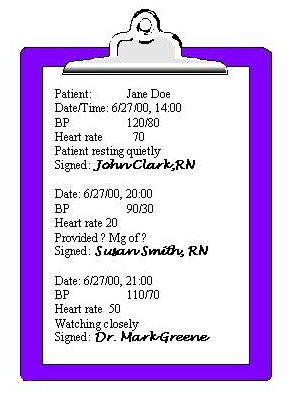 Patient: Jane Doe
Date/Time: 6/27/00, 14:00
BP 120/80
Heart rate 70
Patient resting quietly
Signed: John Clark, RN
Date: 6/27/00, 20:00
BP 90/30
Heart rate 20
Provided ? Mg of ?
Signed: Susan Smith, RN
Date: 6/27/00, 21:00
BP 110/70
Heart rate 50
Watching closely
Signed: Dr. Mark Greene